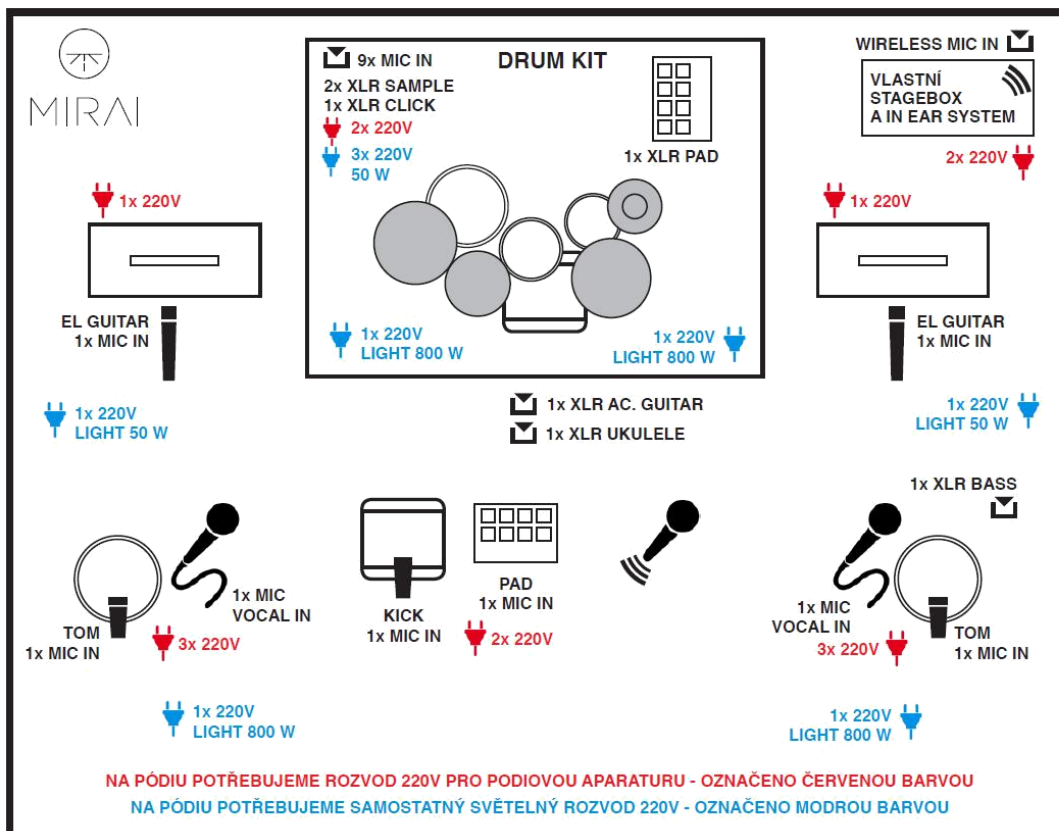 MIRAI
9x MIC IN
2x XLR SAMPLE
1x XLR CLICK
2x 220V
3x 220V
50 W
DRUM KIT
1x XLR PAD
WIRELESS MIC IN
VLASTNÍ
STAGEBOX
A IN EAR SYSTEM
2x 220V
1x 220V
1x 220V
EL GUITAR
1x MIC IN
1x 220V
LIGHT 800 W
1x 220V
LIGHT 800 W
EL GUITAR
1x MIC IN
1x 220V
LIGHT 50 W
1x XLR AC. GUITAR
1x XLR UKULELE
1x 220V
LIGHT 50 W
1x XLR BASS
TOM
1x MIC IN
1x MIC
VOCAL IN
3x 220V
KICK
1x MIC IN
PAD
1x MIC IN
2x 220V
1x MIC
VOCAL IN
3x 220V
TOM
1x MIC IN
1x 220V
LIGHT 800 W
1x 220V
LIGHT 800 W
NA PÓDIU POTŘEBUJEME ROZVOD 220V PRO PODIOVOU APARATURU - OZNAČENO ČERVENOU BARVOU
NA PÓDIU POTŘEBUJEME SAMOSTATNÝ SVĚTELNÝ ROZVOD 220V - OZNAČENO MODROU BARVOU